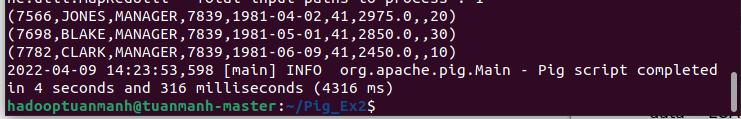 ne.util.MapRedUtil - Total input paths to process : 1
(7566,JONES,MANAGER,7839,1981-04-02,41,2975.0,,20)
(7698,BLAKE,MANAGER,7839,1981-05-01,41,2850.0,,30)
(7782,CLARK,MANAGER,7839,1981-06-09,41,2450.0,,10)
2022-04-09 14:23:53,598 [main] INFO  org.apache.pig.Main - Pig script completed
in 4 seconds and 316 milliseconds (4316 ms)
hadooptuanmanh@tuanmanh-master:~/Pig_Ex2$